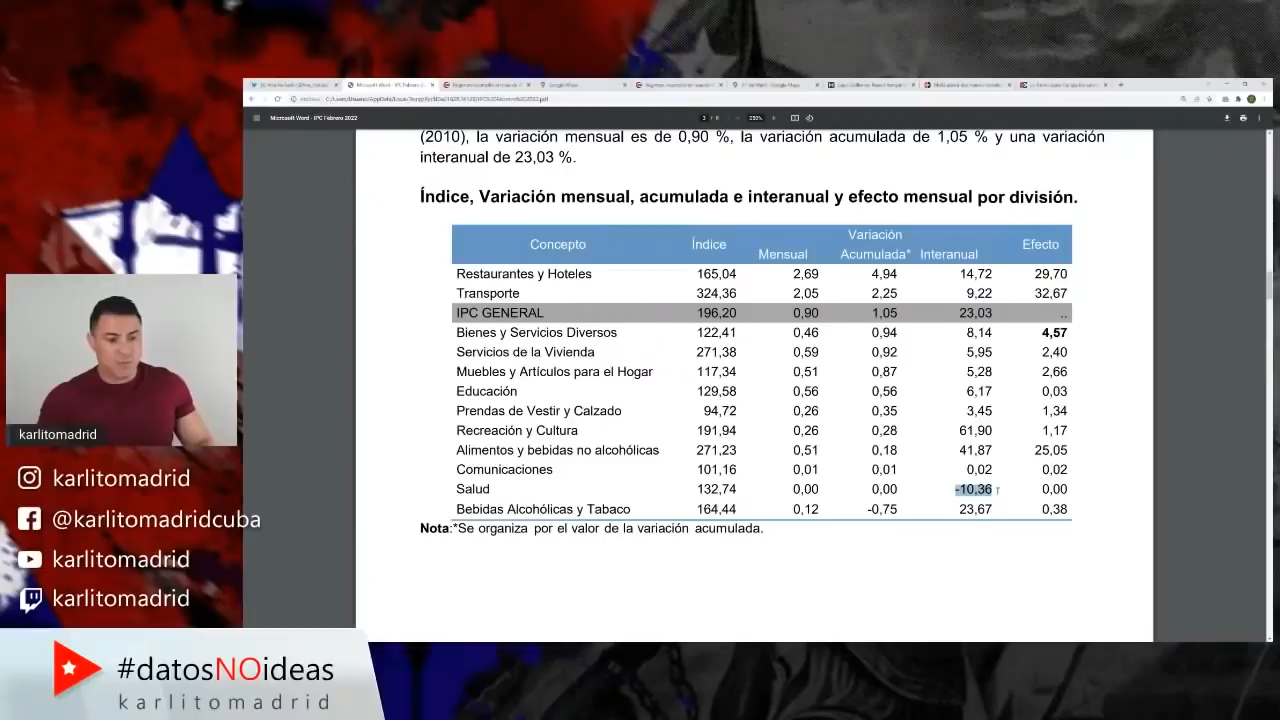 Microsoft Word - IPC Febrero 2022
(2010), la variación mensual es de 0,90 %, la variación acumulada de 1,05 % y una variación
interanual de 23,03 %.
Índice, Variación mensual, acumulada e interanual y efecto mensual por división.
Concepto Índice Variación Efecto
Mensual Acumulada* Interanual
Restaurantes y Hoteles 165,04 2,69 4,94 14,72 29,70
Transporte 324,36 2,05 2,25 9,22 32,67
IPC GENERAL 196,20 0,90 1,05 23,03 ..
Bienes y Servicios Diversos 122,41 0,46 0,94 8,14 4,57
Servicios de la Vivienda 271,38 0,59 0,92 5,95 2,40
Muebles y Artículos para el Hogar 117,34 0,51 0,87 5,28 2,66
Educación 129,58 0,56 0,56 6,17 0,03
Prendas de Vestir y Calzado 94,72 0,26 0,35 3,45 1,34
Recreación y Cultura 191,94 0,26 0,28 61,90 1,17
Alimentos y bebidas no alcohólicas 271,23 0,51 0,18 41,87 25,05
Comunicaciones 101,16 0,01 0,01 0,02 0,02
Salud 132,74 0,00 0,00 -10,36 0,00
Bebidas Alcohólicas y Tabaco 164,44 0,12 -0,75 23,67 0,38
Nota:*Se organiza por el valor de la variación acumulada.
karlitomadrid
karlitomadrid
@karlitomadridcuba
karlitomadrid
karlitomadrid
#datosNOideas
karlitomadrid